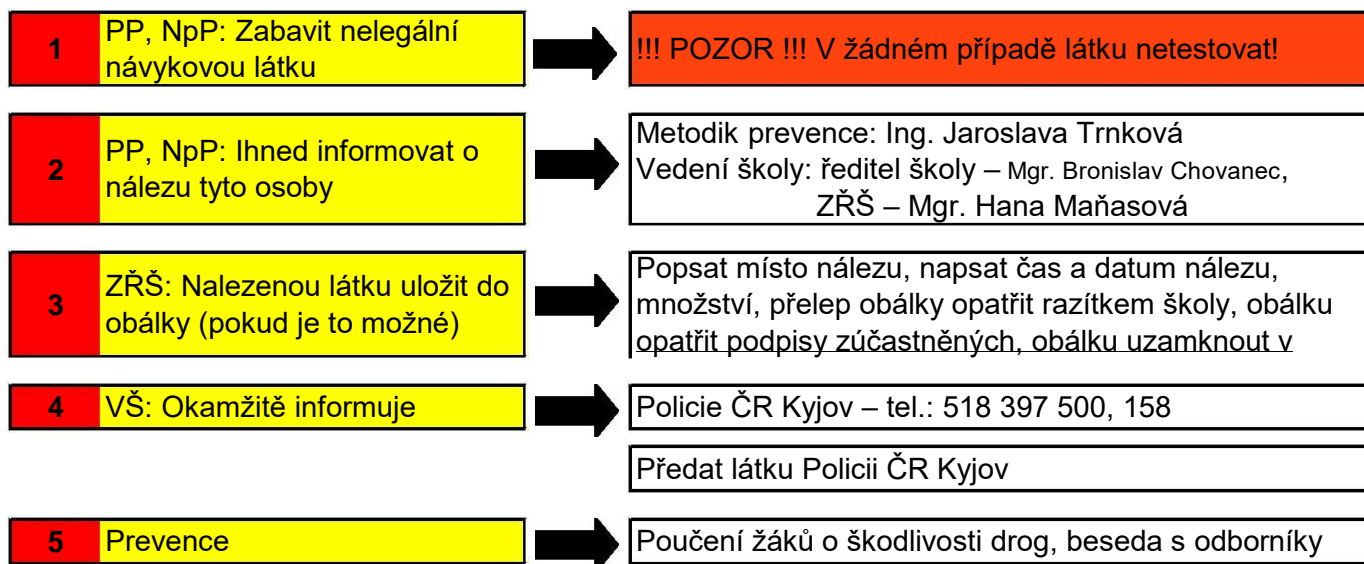 1
PP, NpP: Zabavit nelegální
návykovou látku
!!! POZOR !!! V žádném případě látku netestovat!
2
PP, NpP: Ihned informovat o
nálezu tyto osoby
Metodik prevence: Ing. Jaroslava Trnková
Vedení školy: ředitel školy – Mgr. Bronislav Chovanec,
ZŘŠ – Mgr. Hana Maňasová
3
ZŘŠ: Nalezenou látku uložit do
obálky (pokud je to možné)
Popsat místo nálezu, napsat čas a datum nálezu,
množství, přelep obálky opatřit razítkem školy, obálku
opatřit podpisy zúčastněných, obálku uzamknout v
4
VŠ: Okamžitě informuje
Policie ČR Kyjov – tel.: 518 397 500, 158
Předat látku Policii ČR Kyjov
5
Prevence
Poučení žáků o škodlivosti drog, beseda s odborníky